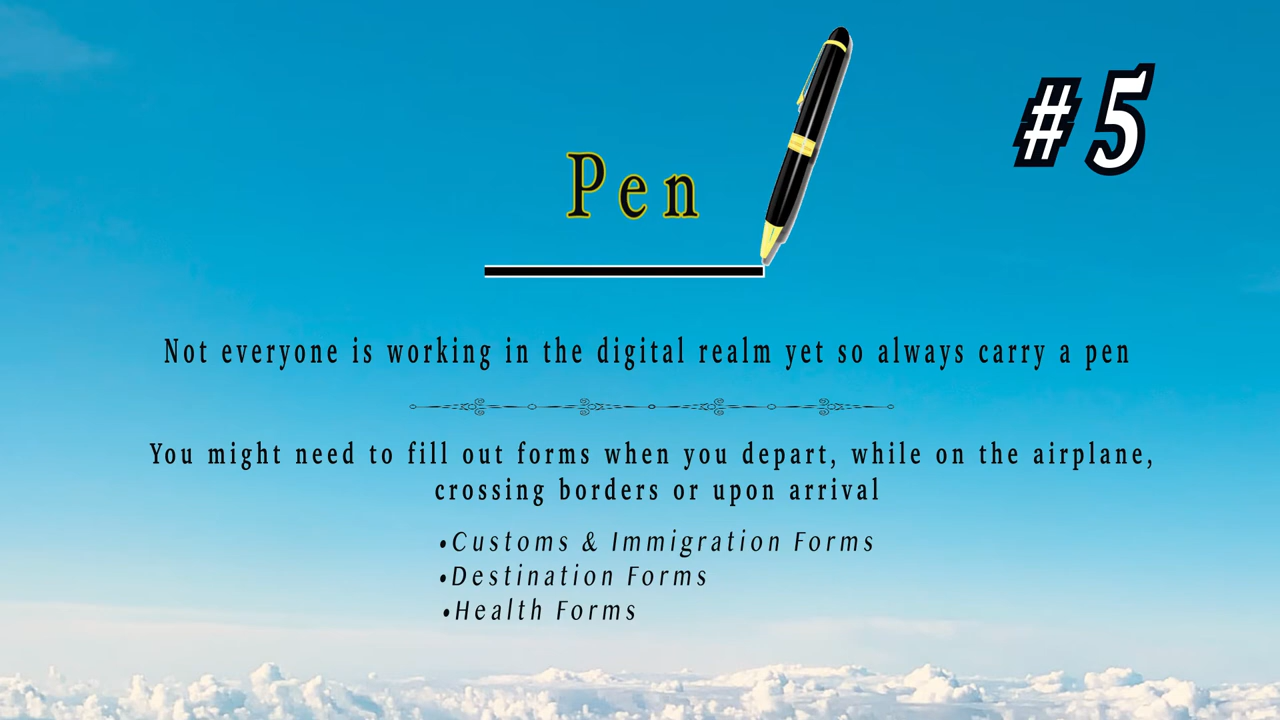 #5
Pen
Not everyone is working in the digital realm yet so always carry a pen
You might need to fill out forms when you depart, while on the airplane,
crossing borders or upon arrival
•Customs & Immigration Forms
•Destination Forms
•Health Forms